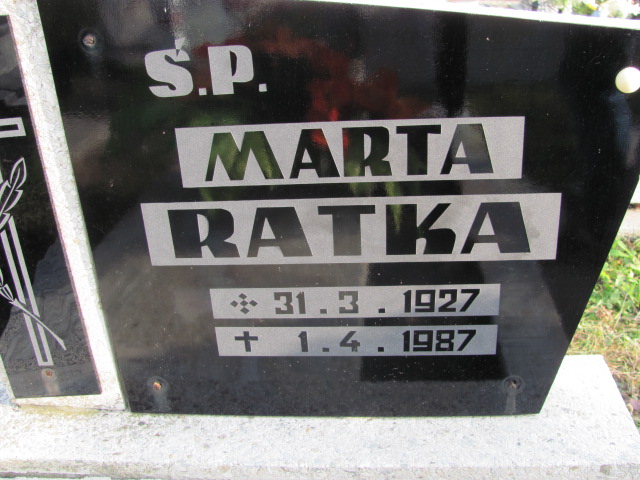 Ś.P.
MARTA
RATKA
31.3.1927
✝ 1.4.1987